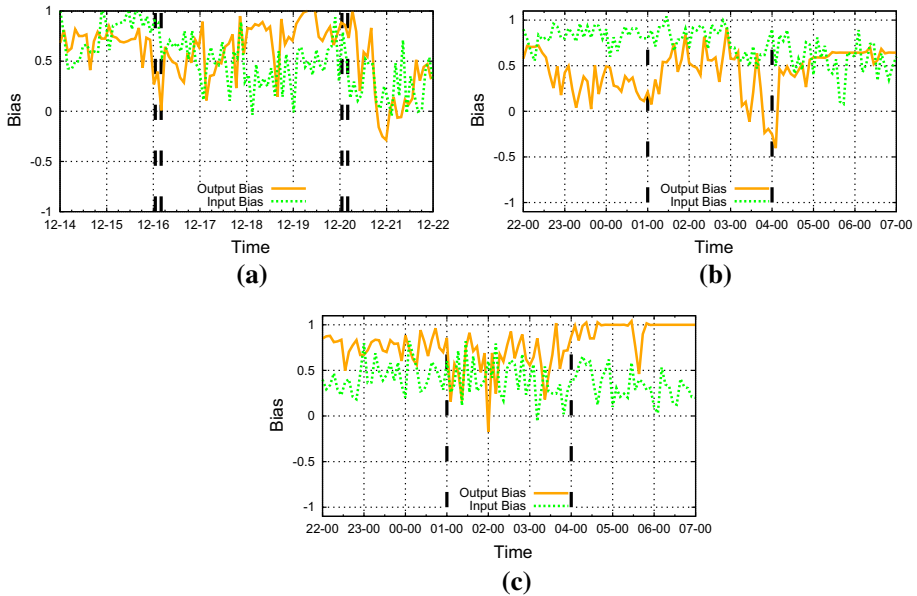 1
0.5
0
-0.5
-1
Bias
Output Bias
Input Bias
12-14 12-15 12-16 12-17 12-18 12-19 12-20 12-21 12-22
Time
(a)
1
0.5
0
-0.5
-1
Bias
Output Bias
Input Bias
22-00 23-00 00-00 01-00 02-00 03-00 04-00 05-00 06-00 07-00
Time
(b)
1
0.5
0
-0.5
-1
Bias
Output Bias
Input Bias
22-00 23-00 00-00 01-00 02-00 03-00 04-00 05-00 06-00 07-00
Time
(c)